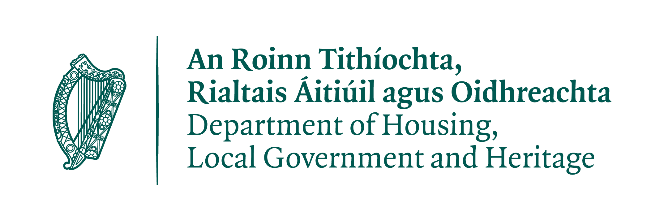 An Roinn Tithíochta,
Rialtais Áitiúil agus Oidhreachta
Department of Housing,
Local Government and Heritage